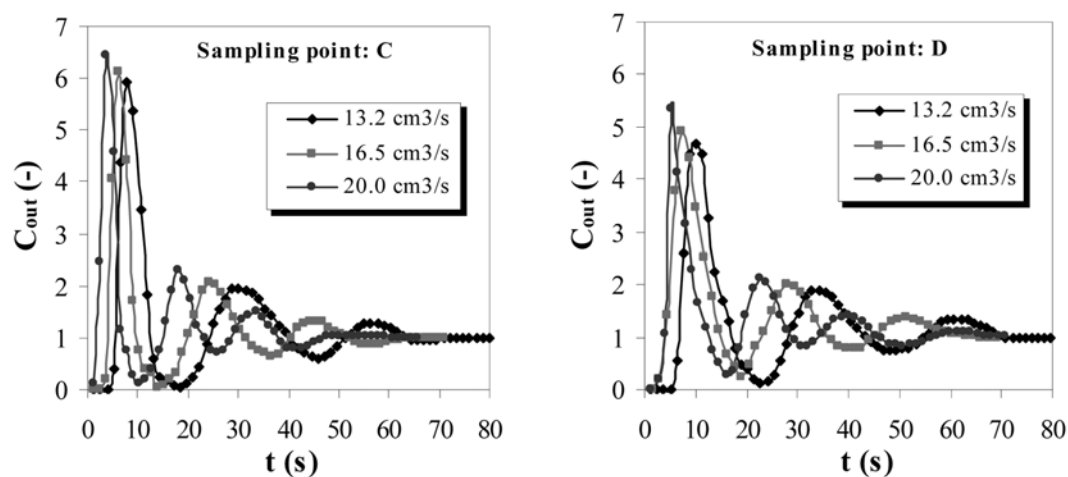 Sampling point: C
7
6
5
4
3
2
1
0
Cout (-)
13.2 cm3/s
16.5 cm3/s
20.0 cm3/s
0 10 20 30 40 50 60 70 80
t (s)
Sampling point: D
7
6
5
4
3
2
1
0
Cout (-)
13.2 cm3/s
16.5 cm3/s
20.0 cm3/s
0 10 20 30 40 50 60 70 80
t (s)